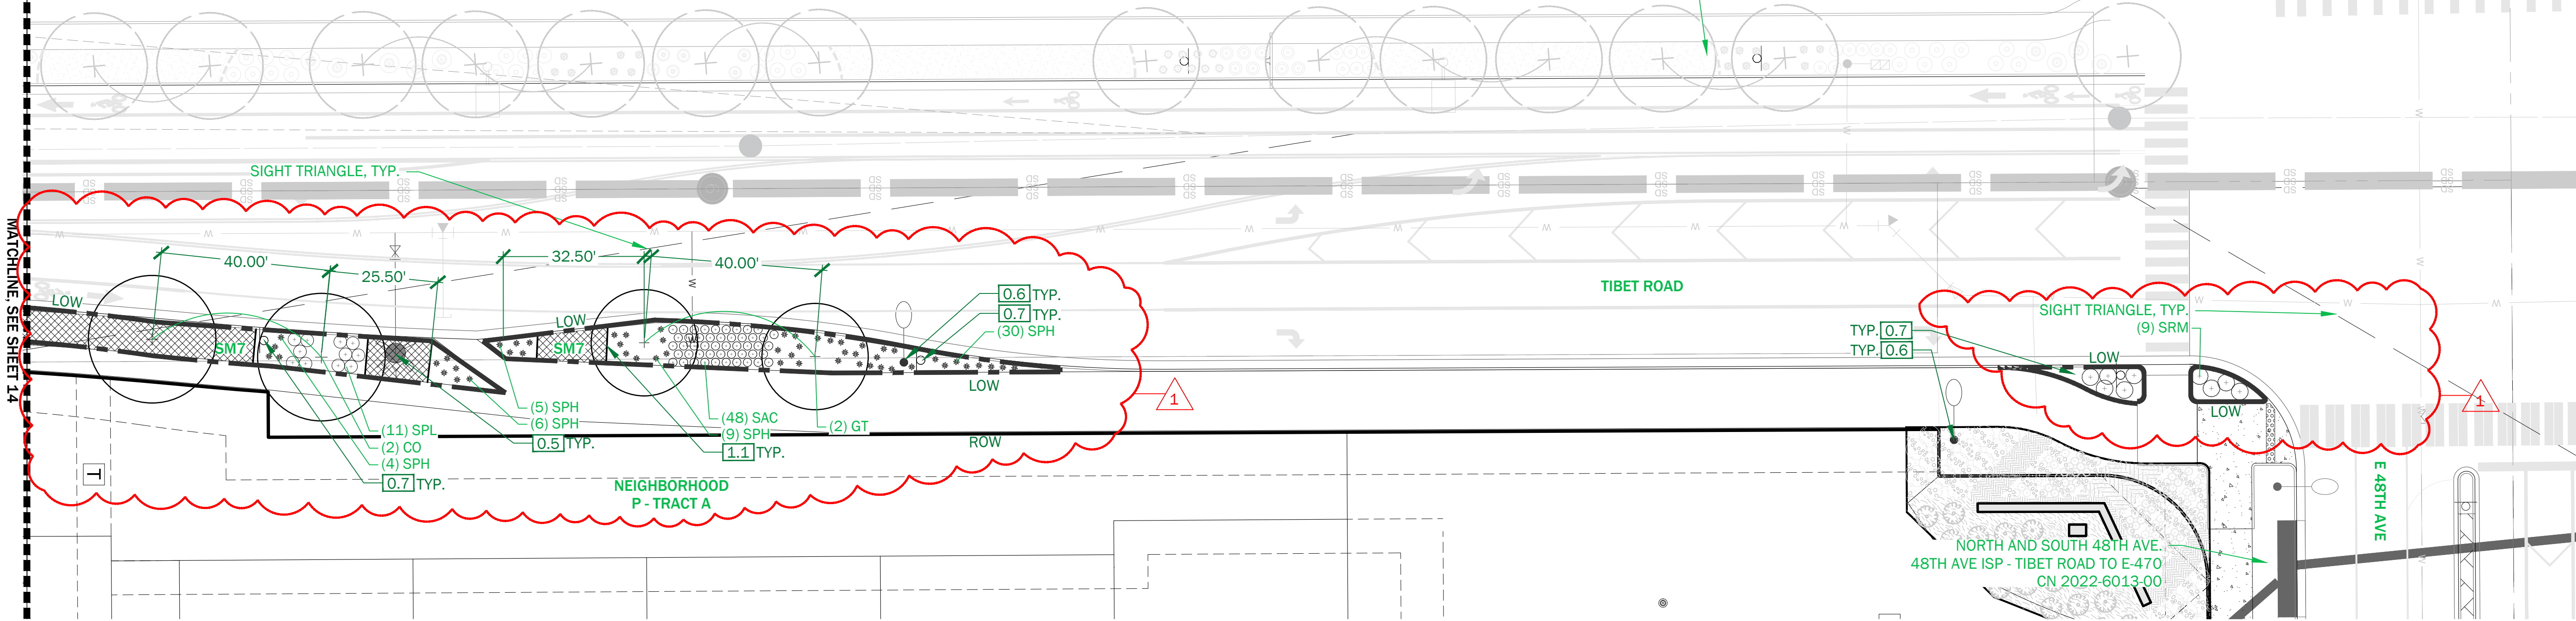 SIGHT TRIANGLE, TYP.
MATCHLINE, SEE SHEET 14
40.00'
25.50'
32.50'
40.00'
LOW
SM7
LOW
SM7
0.6 TYP.
0.7 TYP.
(30) SPH
LOW
(5) SPH
(6) SPH
0.5 TYP.
(11) SPL
(2) CO
(4) SPH
0.7 TYP.
(48) SAC
(9) SPH
1.1 TYP.
(2) GT
ROW
1
NEIGHBORHOOD
P - TRACT A
T
TIBET ROAD
SIGHT TRIANGLE, TYP.
(9) SRM
TYP. 0.7
TYP. 0.6
LOW
LOW
1
E 48TH AVE
NORTH AND SOUTH 48TH AVE.
48TH AVE ISP - TIBET ROAD TO E-470
CN 2022-6013-00
SD
SD
SD
W
W
W